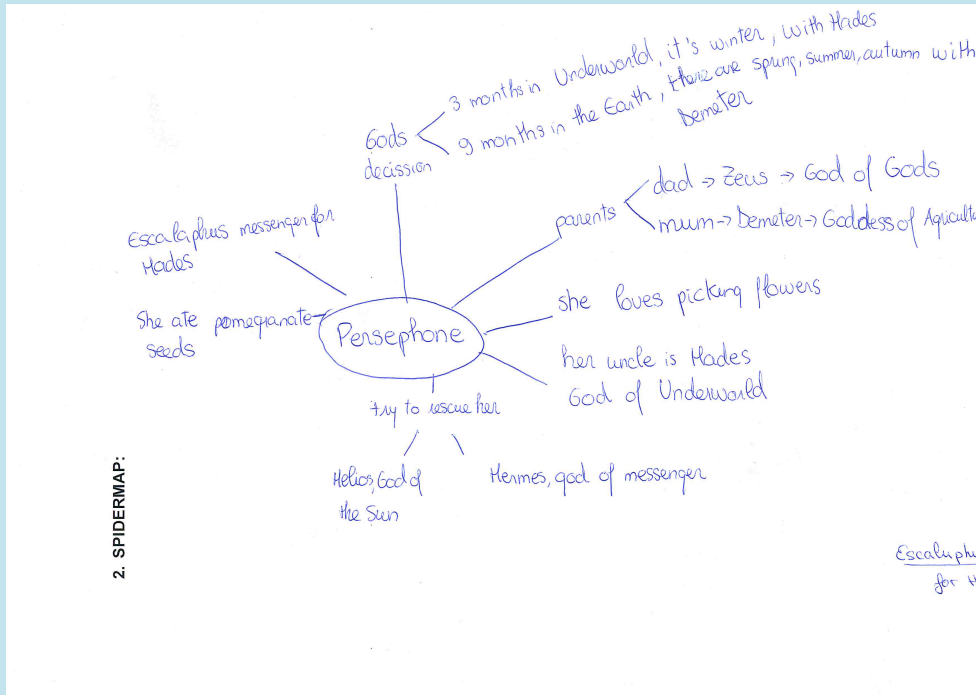 3 months in Underworld, it's winter, with Hades
9 months in the Earth, there are spring, summer, autumn with
Demeter
Gods
decission
parents
dad → Zeus → God of Gods
mum → Demeter → Goddess of Agricultu
Escalaphus messenger for
Hades
She ate pomegranate
seeds
Persephone
she loves picking flowers
her uncle is Hades
God of Underworld
try to rescue her
Helios, God of
the Sun
Hermes, god of messenger
2. SPIDERMAP:
Escaluphu
for H